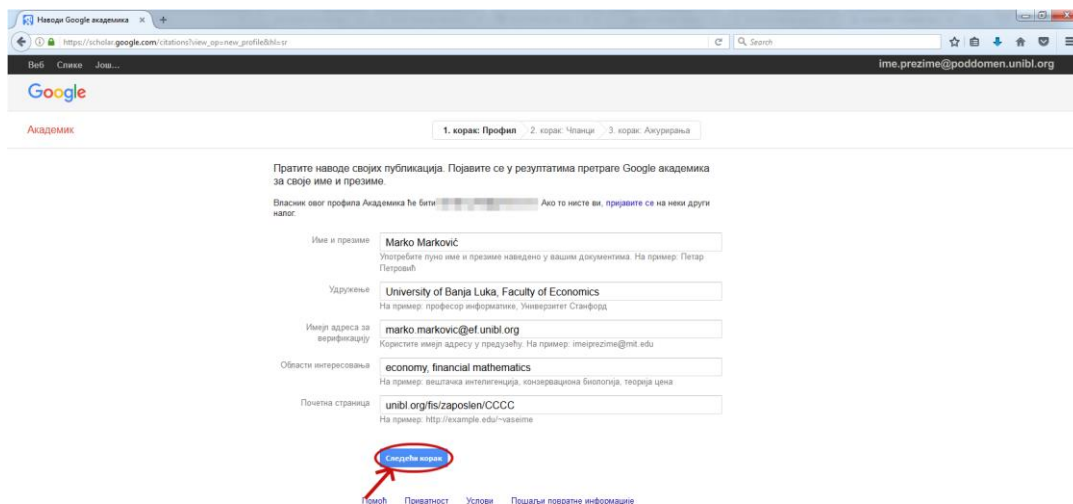 Наводи Google академика
https://scholar.google.com/citations?view_op=new_profile&hl=sr
Search
Веб Слике Још...
ime.prezime@poddomen.unibl.org
Google
Академик
1. корак: Профил 2. корак: Чланци 3. корак: Ажурирања
Пратите наводе својих публикација. Појавите се у резултатима претраге Google академика
за своје име и презиме.
Власник овог профила Академика ће бити Ако то нисте ви, пријавите се на неки други
налог.
Име и презиме Marko Marković
Употребите пуно име и презиме наведено у вашим документима. На пример: Петар
Петровић
Удружење University of Banja Luka, Faculty of Economics
На пример: професор информатике, Универзитет Станфорд
Имејл адреса за
верификацију
marko.markovic@ef.unibl.org
Користите имејл адресу у предузећу. На пример: imeiprezime@mit.edu
Области интересовања economy, financial mathematics
На пример: вештачка интелигенција, конзервациона биологија, теорија цена
Почетна страница unibl.org/fis/zaposlen/CCCC
На пример: http://example.edu/~vaseime
Следећи корак
Помоћ Приватност Услови Пошаљи повратне информације